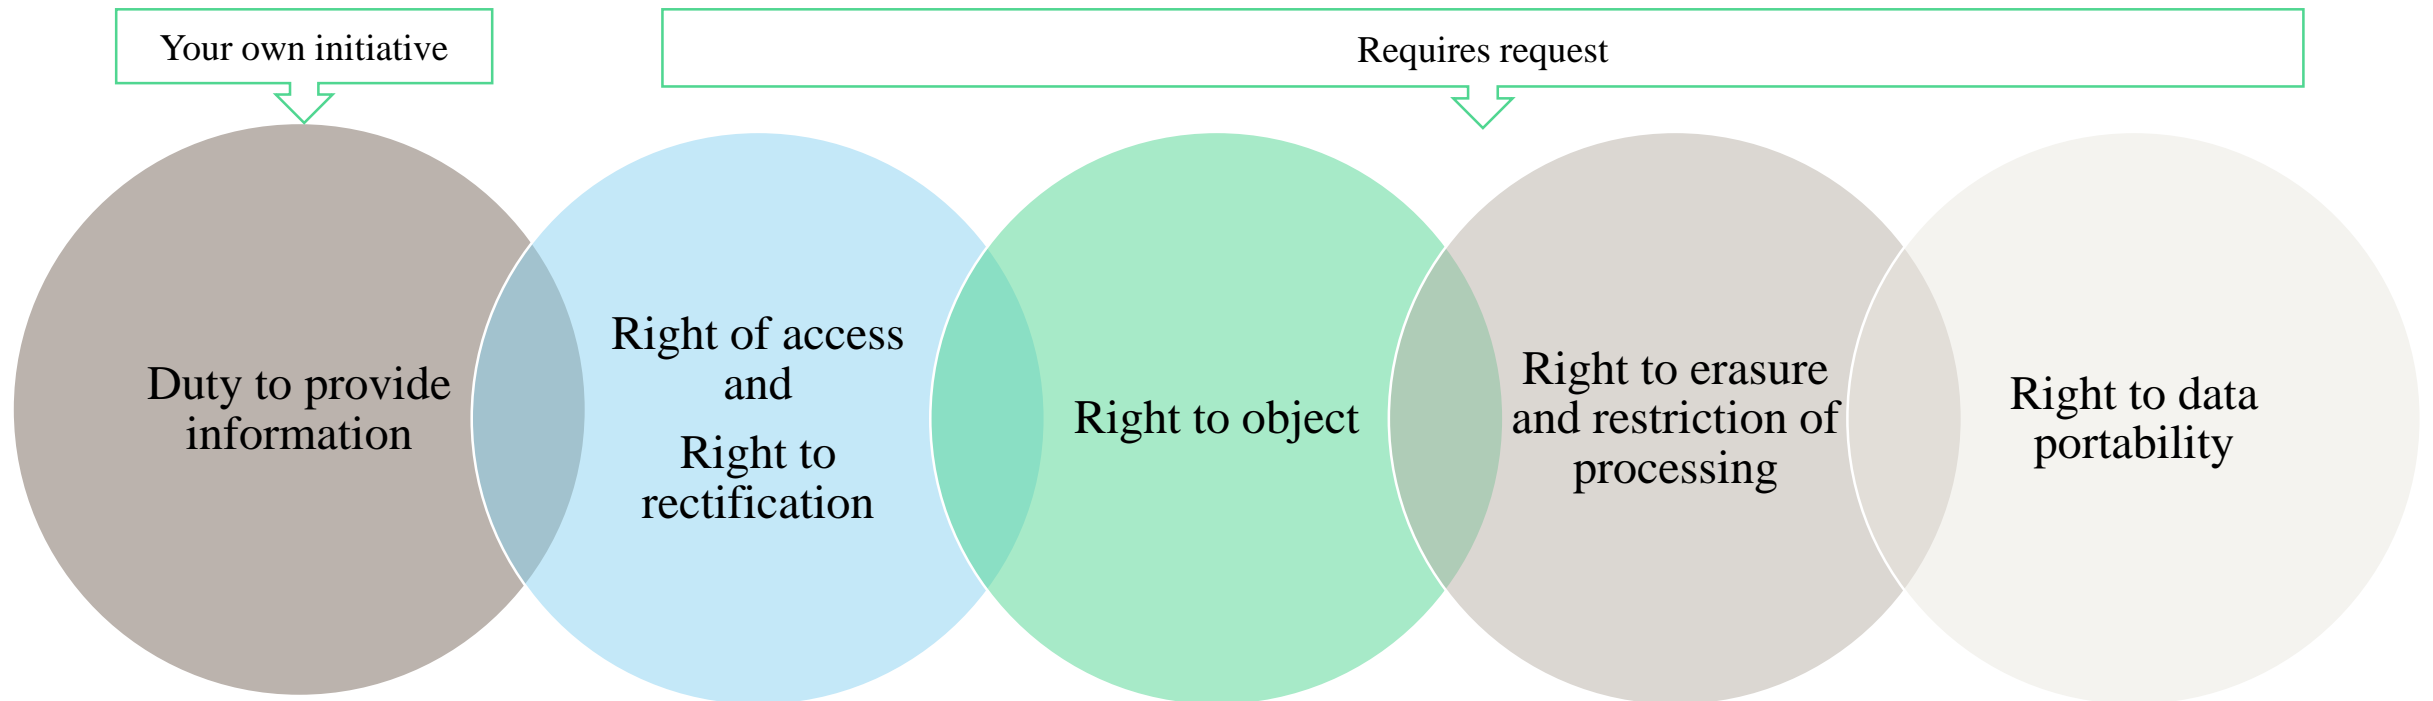 Your own initiative
Requires request
Duty to provide
information
Right of access
and
Right to
rectification
Right to object
Right to erasure
and restriction of
processing
Right to data
portability